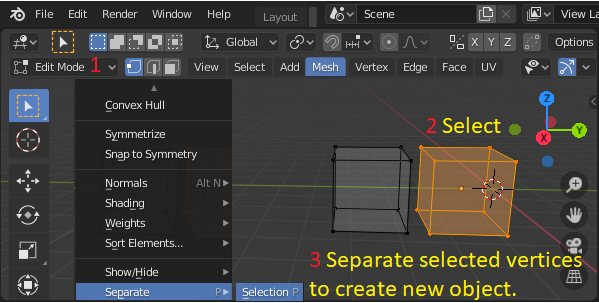 File Edit Render Window Help Layout Scene View La
Global X Y Z Options
Edit Mode 1 View Select Add Mesh Vertex Edge Face UV
Convex Hull
Symmetrize
Snap to Symmetry
Normals Alt N
Shading
Weights
Sort Elements...
Show/Hide
Separate P
Selection P
Z
Y
X
2 Select
3 Separate selected vertices
to create new object.